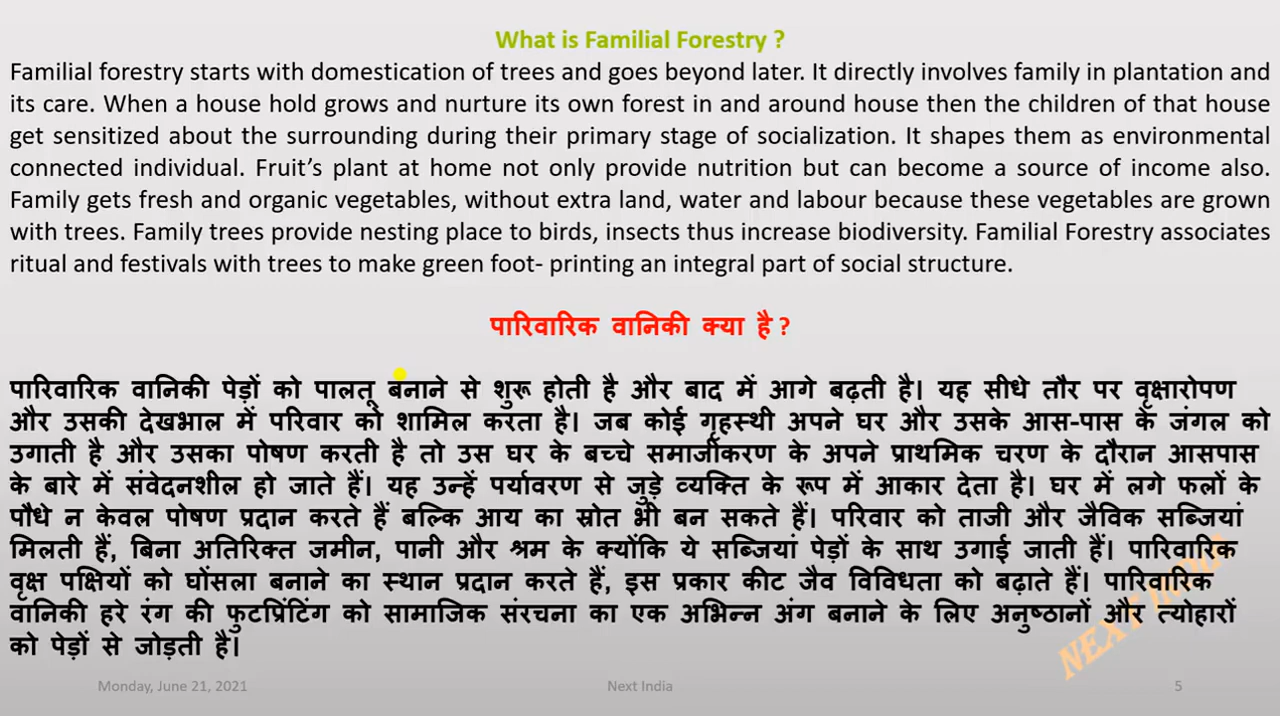 What is Familial Forestry ?
Familial forestry starts with domestication of trees and goes beyond later. It directly involves family in plantation and
its care. When a house hold grows and nurture its own forest in and around house then the children of that house
get sensitized about the surrounding during their primary stage of socialization. It shapes them as environmental
connected individual. Fruit’s plant at home not only provide nutrition but can become a source of income also.
Family gets fresh and organic vegetables, without extra land, water and labour because these vegetables are grown
with trees. Family trees provide nesting place to birds, insects thus increase biodiversity. Familial Forestry associates
ritual and festivals with trees to make green foot- printing an integral part of social structure.
पारिवारिक वानिकी क्या है ?
पारिवारिक वानिकी पेड़ों को पालतू बनाने से शुरू होती है और बाद में आगे बढ़ती है। यह सीधे तौर पर वृक्षारोपण
और उसकी देखभाल में परिवार को शामिल करता है। जब कोई गृहस्थी अपने घर और उसके आस-पास के जंगल को
उगाती है और उसका पोषण करती है तो उस घर के बच्चे समाजीकरण के अपने प्राथमिक चरण के दौरान आसपास
के बारे में संवेदनशील हो जाते हैं। यह उन्हें पर्यावरण से जुड़े व्यक्ति के रूप में आकार देता है। घर में लगे फलों के
पौधे न केवल पोषण प्रदान करते हैं बल्कि आय का स्रोत भी बन सकते हैं। परिवार को ताजी और जैविक सब्जियां
मिलती हैं, बिना अतिरिक्त जमीन, पानी और श्रम के क्योंकि ये सब्जियां पेड़ों के साथ उगाई जाती हैं। पारिवारिक
वृक्ष पक्षियों को घोंसला बनाने का स्थान प्रदान करते हैं, इस प्रकार कीट जैव विविधता को बढ़ाते हैं। पारिवारिक
वानिकी हरे रंग की फुटप्रिंटिंग को सामाजिक संरचना का एक अभिन्न अंग बनाने के लिए अनुष्ठानों और त्योहारों
को पेड़ों से जोड़ती है।
NEXT INDIA
Monday, June 21, 2021 Next India 5